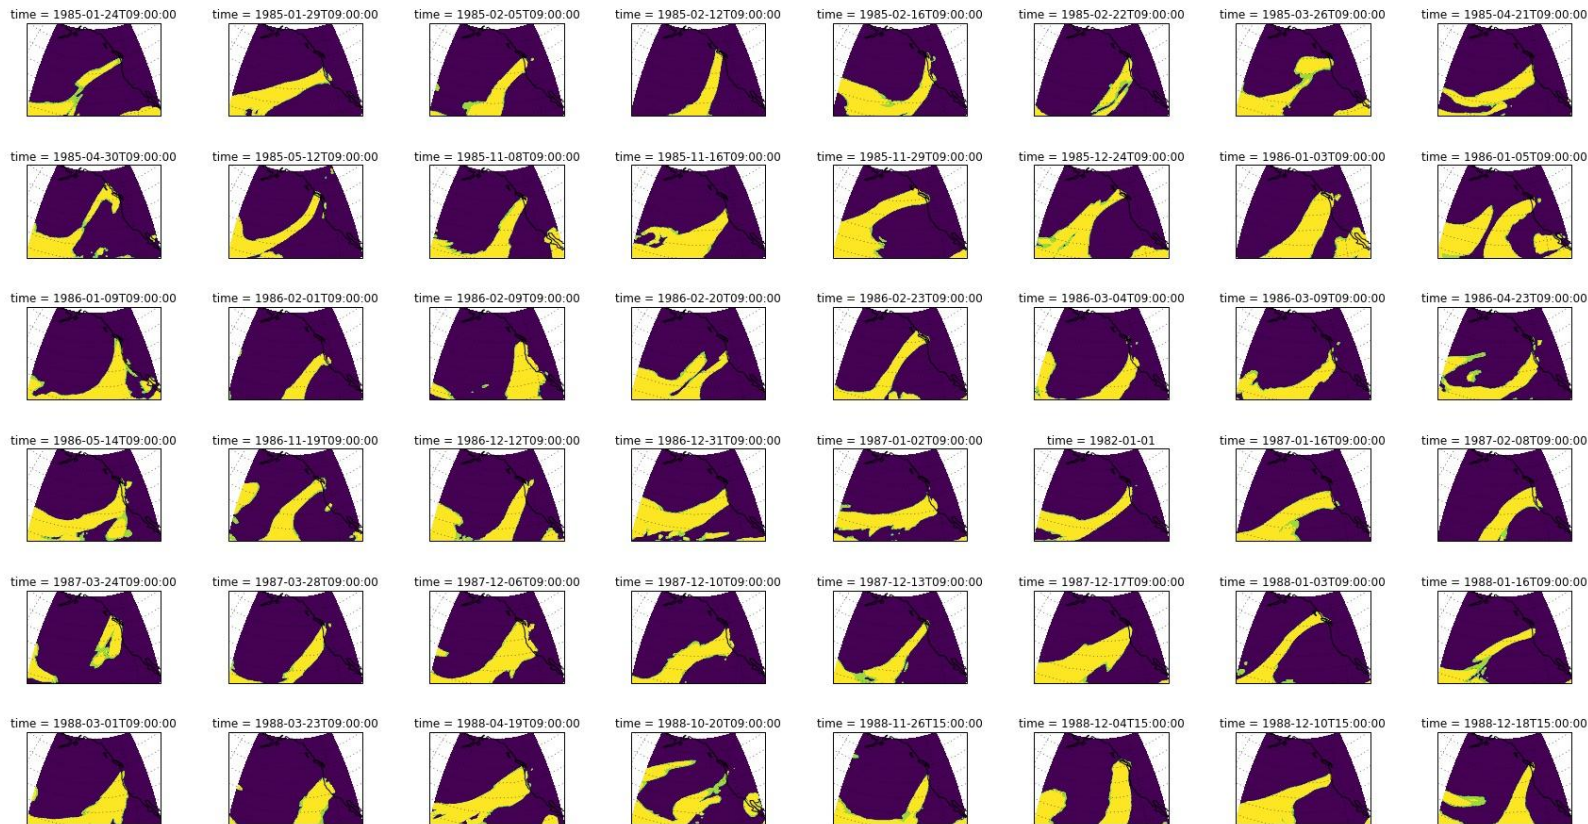 time = 1985-01-24T09:00:00 time = 1985-01-29T09:00:00 time = 1985-02-05T09:00:00 time = 1985-02-12T09:00:00 time = 1985-02-16T09:00:00 time = 1985-02-22T09:00:00 time = 1985-03-26T09:00:00 time = 1985-04-21T09:00:00
time = 1985-04-30T09:00:00 time = 1985-05-12T09:00:00 time = 1985-11-08T09:00:00 time = 1985-11-16T09:00:00 time = 1985-11-29T09:00:00 time = 1985-12-24T09:00:00 time = 1986-01-03T09:00:00 time = 1986-01-05T09:00:00
time = 1986-01-09T09:00:00 time = 1986-02-01T09:00:00 time = 1986-02-09T09:00:00 time = 1986-02-20T09:00:00 time = 1986-02-23T09:00:00 time = 1986-03-04T09:00:00 time = 1986-03-09T09:00:00 time = 1986-04-23T09:00:00
time = 1986-05-14T09:00:00 time = 1986-11-19T09:00:00 time = 1986-12-12T09:00:00 time = 1986-12-31T09:00:00 time = 1987-01-02T09:00:00 time = 1982-01-01 time = 1987-01-16T09:00:00 time = 1987-02-08T09:00:00
time = 1987-03-24T09:00:00 time = 1987-03-28T09:00:00 time = 1987-12-06T09:00:00 time = 1987-12-10T09:00:00 time = 1987-12-13T09:00:00 time = 1987-12-17T09:00:00 time = 1988-01-03T09:00:00 time = 1988-01-16T09:00:00
time = 1988-03-01T09:00:00 time = 1988-03-23T09:00:00 time = 1988-04-19T09:00:00 time = 1988-10-20T09:00:00 time = 1988-11-26T15:00:00 time = 1988-12-04T15:00:00 time = 1988-12-10T15:00:00 time = 1988-12-18T15:00:00